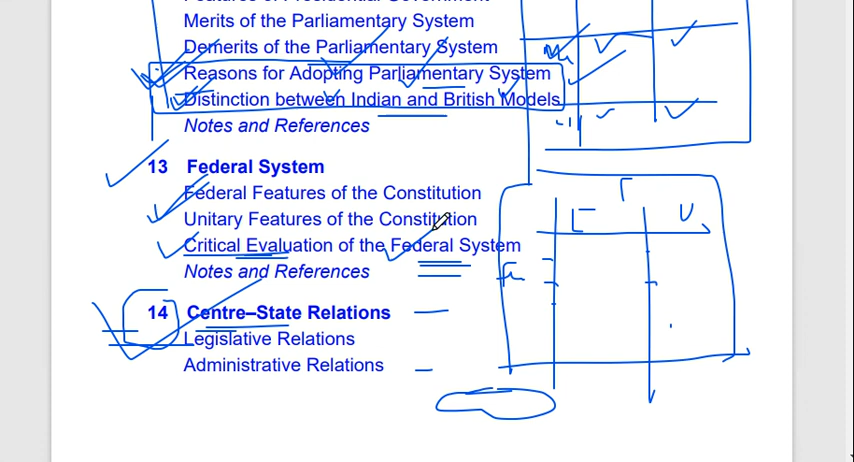 Merits of the Parliamentary System
Demerits of the Parliamentary System
Reasons for Adopting Parliamentary System
Distinction between Indian and British Models
Notes and References
13 Federal System
Federal Features of the Constitution
Unitary Features of the Constitution
Critical Evaluation of the Federal System
Notes and References
14 Centre–State Relations
Legislative Relations
Administrative Relations